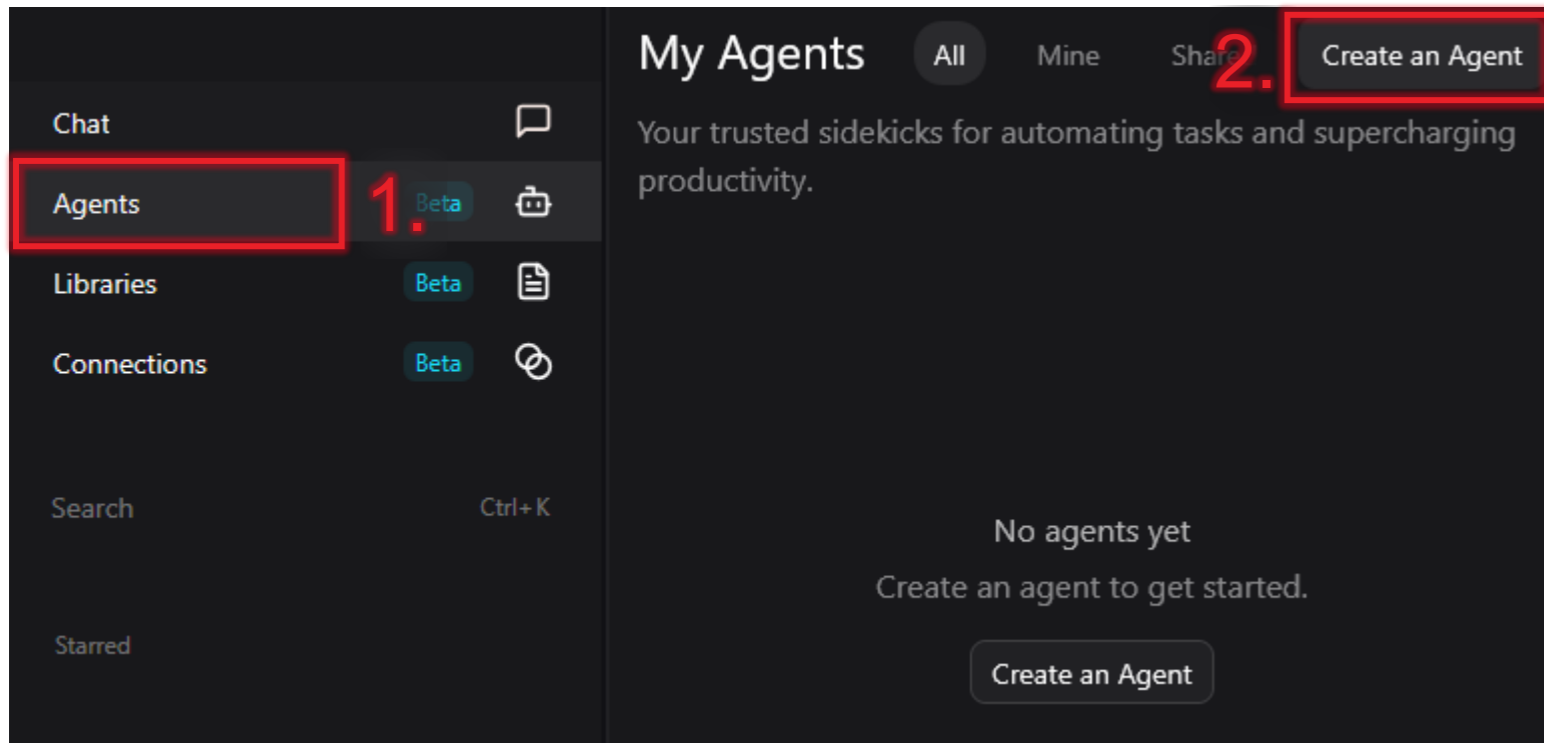 My Agents All Mine Share 2. Create an Agent
Your trusted sidekicks for automating tasks and supercharging
productivity.
Chat
Agents 1. Beta
Libraries Beta
Connections Beta
Search Ctrl+K
Starred
No agents yet
Create an agent to get started.
Create an Agent